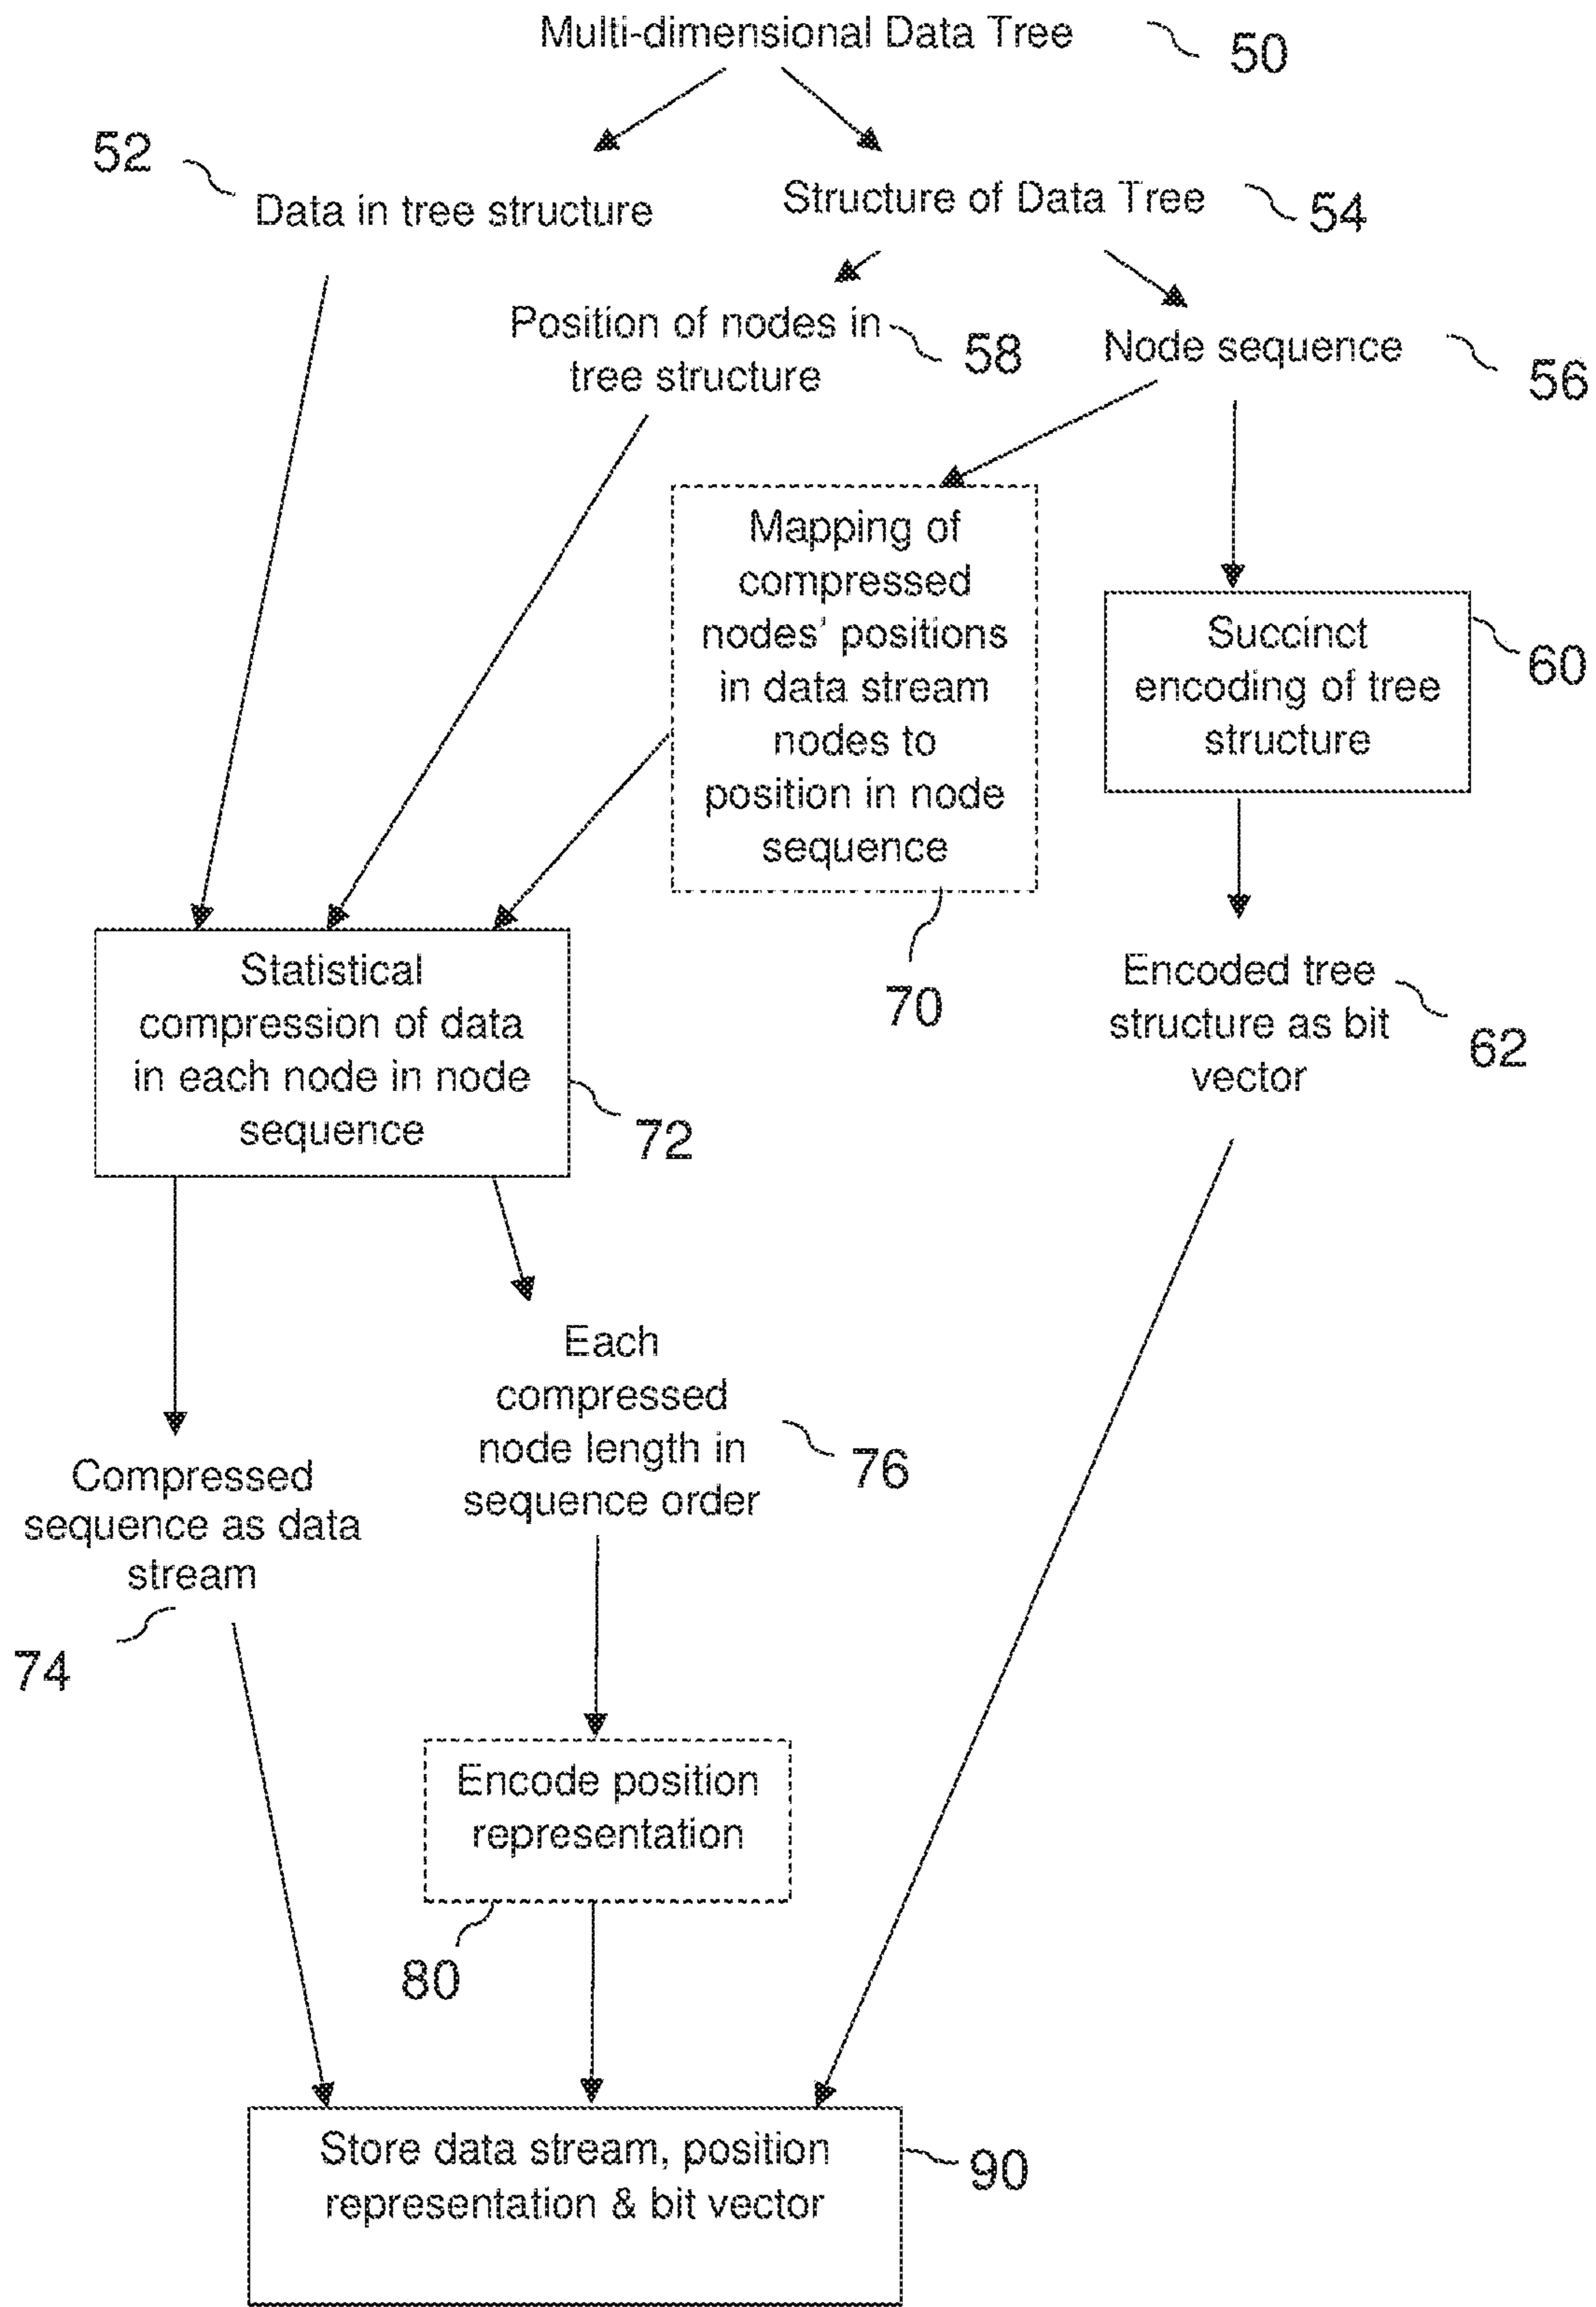 Multi-dimensional Data Tree
50
52
Data in tree structure
Structure of Data Tree
54
Position of nodes in
tree structure
58
Node sequence
56
Mapping of
compressed
nodes' positions
in data stream
nodes to
position in node
sequence
70
Succinct
encoding of tree
structure
60
Statistical
compression of data
in each node in node
sequence
72
Encoded tree
structure as bit
vector
62
Each
compressed
node length in
sequence order
76
Compressed
sequence as data
stream
74
Encode position
representation
80
Store data stream, position
representation & bit vector
90